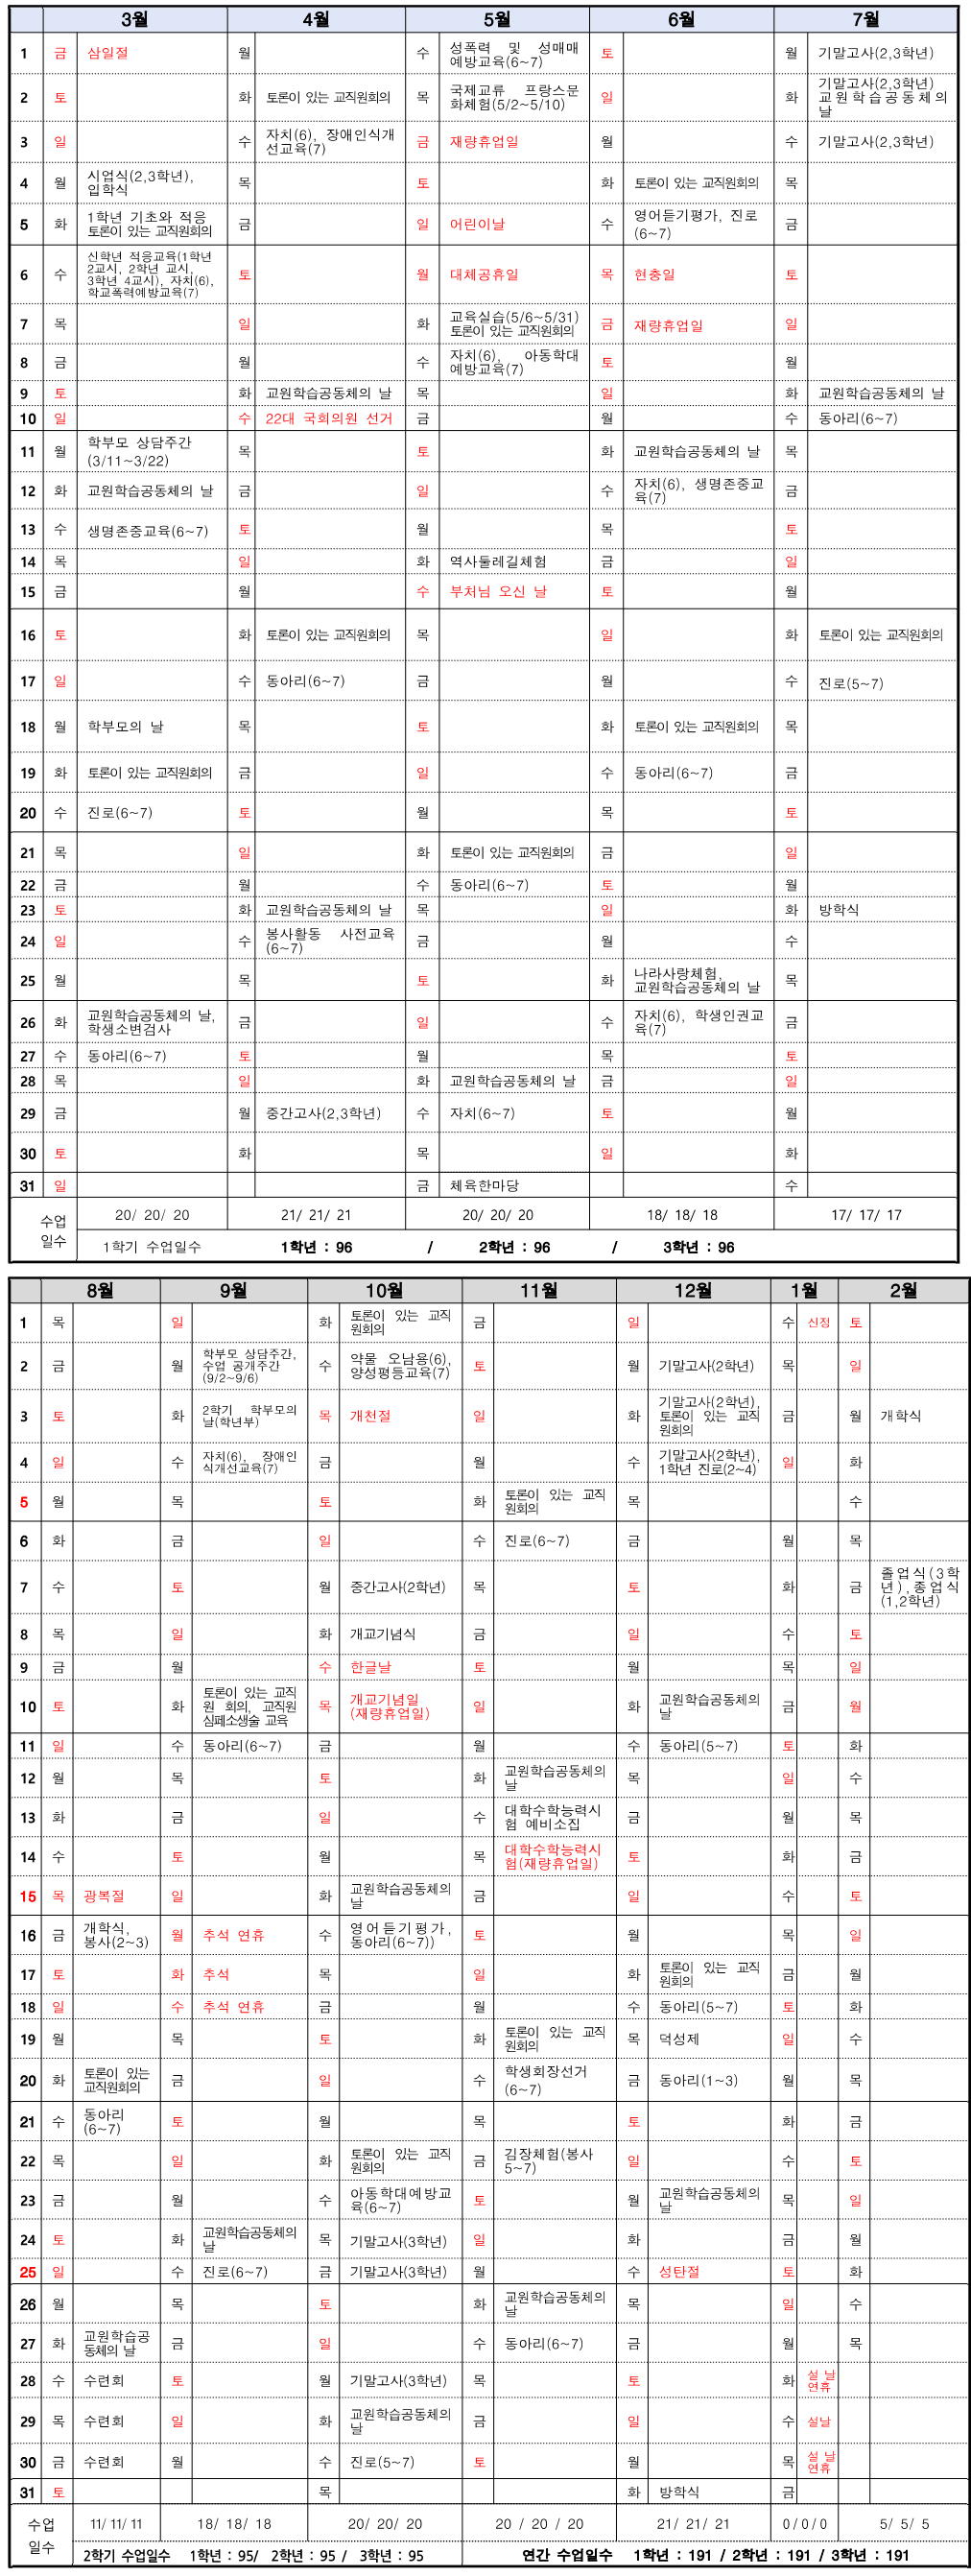 3월 4월 5월 6월 7월
1 금 삼일절 월 수 성폭력 및 성매매 예방교육(6~7) 토 월 기말고사(2,3학년)
2 토 화 토론이 있는 교직원회의 목 국제교류 프랑스문화체험(5/2~5/10) 일 화 기말고사(2,3학년) 교원학습공동체의 날
3 일 수 자치(6), 장애인식개선교육(7) 금 재량휴업일 월 수 기말고사(2,3학년)
4 월 시업식(2,3학년), 입학식 목 토 화 토론이 있는 교직원회의 목
5 화 1학년 기초와 적응 토론이 있는 교직원회의 금 일 어린이날 수 영어듣기평가, 진로(6~7) 금
6 수 신학년 적응교육(1학년 2교시, 2학년 교시, 3학년 4교시), 자치(6), 학교폭력예방교육(7) 토 월 대체공휴일 목 현충일 토
7 목 일 화 교육실습(5/6~5/31) 토론이 있는 교직원회의 금 재량휴업일 일
8 금 월 수 자치(6), 아동학대예방교육(7) 토 월
9 토 화 교원학습공동체의 날 목 일 화 교원학습공동체의 날
10 일 수 22대 국회의원 선거 금 월 수 동아리(6~7)
11 월 학부모 상담주간(3/11~3/22) 목 토 화 교원학습공동체의 날 목
12 화 교원학습공동체의 날 금 일 수 자치(6), 생명존중교육(7) 금
13 수 생명존중교육(6~7) 토 월 목 토
14 목 일 화 역사둘레길체험 금 일
15 금 월 수 부처님 오신 날 토 월
16 토 화 토론이 있는 교직원회의 목 일 화 토론이 있는 교직원회의
17 일 수 동아리(6~7) 금 월 수 진로(5~7)
18 월 학부모의 날 목 토 화 토론이 있는 교직원회의 목
19 화 토론이 있는 교직원회의 금 일 수 동아리(6~7) 금
20 수 진로(6~7) 토 월 목 토
21 목 일 화 토론이 있는 교직원회의 금 일
22 금 월 수 동아리(6~7) 토 월
23 토 화 교원학습공동체의 날 목 일 화 방학식
24 일 수 봉사활동 사전교육(6~7) 금 월 수
25 월 목 토 화 나라사랑체험, 교원학습공동체의 날 목
26 화 교원학습공동체의 날, 학생소변검사 금 일 수 자치(6), 학생인권교육(7) 금
27 수 동아리(6~7) 토 월 목 토
28 목 일 화 교원학습공동체의 날 금 일
29 금 월 중간고사(2,3학년) 수 자치(6~7) 토 월
30 토 화 목 일 화
31 일 금 체육한마당 수
수업일수 20/ 20/ 20 21/ 21/ 21 20/ 20/ 20 18/ 18/ 18 17/ 17/ 17
1학기 수업일수 1학년 : 96 / 2학년 : 96 / 3학년 : 96
8월 9월 10월 11월 12월 1월 2월
1 목 일 화 토론이 있는 교직원회의 금 일 수 신정 토
2 금 월 학부모 상담주간, 수업 공개주간(9/2~9/6) 수 약물 오남용(6), 양성평등교육(7) 토 월 기말고사(2학년) 목 일
3 토 화 2학기 학부모의 날(학년부) 목 개천절 일 화 기말고사(2학년), 토론이 있는 교직원회의 금 월 개학식
4 일 수 자치(6), 장애인식개선교육(7) 금 월 수 기말고사(2학년), 1학년 진로(2~4) 일 화
5 월 목 토 화 토론이 있는 교직원회의 목 수
6 화 금 일 수 진로(6~7) 금 월 목
7 수 토 월 중간고사(2학년) 목 토 화 금 졸업식(3학년),종업식(1,2학년)
8 목 일 화 개교기념식 금 일 수 토
9 금 월 수 한글날 토 월 목 일
10 토 화 토론이 있는 교직원 회의, 교직원 심폐소생술 교육 목 개교기념일(재량휴업일) 일 화 교원학습공동체의 날 금 월
11 일 수 동아리(6~7) 금 월 수 동아리(5~7) 토 화
12 월 목 토 화 교원학습공동체의 날 목 일 수
13 화 금 일 수 대학수학능력시험 예비소집 금 월 목
14 수 토 월 목 대학수학능력시험(재량휴업일) 토 화 금
15 목 광복절 일 화 교원학습공동체의 날 금 일 수 토
16 금 개학식, 봉사(2~3) 월 추석 연휴 수 영어듣기평가, 동아리(6~7)) 토 월 목 일
17 토 화 추석 목 일 화 토론이 있는 교직원회의 금 월
18 일 수 추석 연휴 금 월 수 동아리(5~7) 토 화
19 월 목 토 화 토론이 있는 교직원회의 목 덕성제 일 수
20 화 토론이 있는 교직원회의 금 일 수 학생회장선거(6~7) 금 동아리(1~3) 월 목
21 수 동아리(6~7) 토 월 목 토 화 금
22 목 일 화 토론이 있는 교직원회의 금 김장체험(봉사 5~7) 일 수 토
23 금 월 수 아동학대예방교육(6~7) 토 월 교원학습공동체의 날 목 일
24 토 화 교원학습공동체의 날 목 기말고사(3학년) 일 화 금 월
25 일 수 진로(6~7) 금 기말고사(3학년) 월 수 성탄절 토 화
26 월 목 토 화 교원학습공동체의 날 목 일 수
27 화 교원학습공동체의 날 금 일 수 동아리(6~7) 금 월 목
28 수 수련회 토 월 기말고사(3학년) 목 토 화 설 날 연휴
29 목 수련회 일 화 교원학습공동체의 날 금 일 수 설날
30 금 수련회 월 수 진로(5~7) 토 월 목 설 날 연휴
31 토 목 화 방학식 금
수업일수 11/ 11/ 11 18/ 18/ 18 20/ 20/ 20 20 / 20 / 20 21/ 21/ 21 0/0/0 5/ 5/ 5
2학기 수업일수 1학년 : 95/ 2학년 : 95 / 3학년 : 95 연간 수업일수 1학년 : 191 / 2학년 : 191 / 3학년 : 191